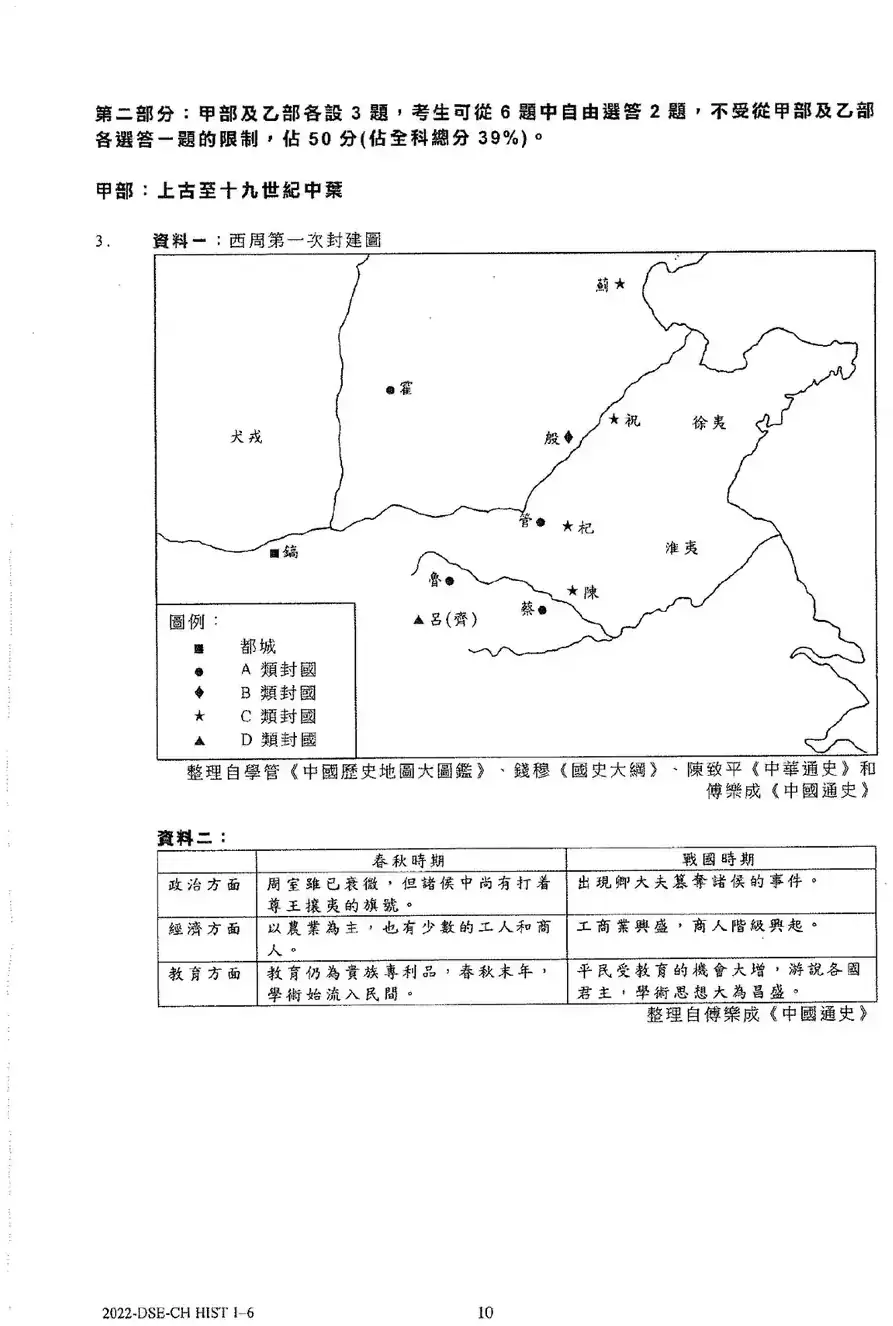 第二部分：甲部及乙部各設 3 題，考生可從 6 題中自由選答 2 題，不受從甲部及乙部
各選答一題的限制，佔 50 分(佔全科總分 39%)。
甲部：上古至十九世紀中葉
3. 資料一：西周第一次封建圖
薊
霍
犬戎
祝
徐夷
殷
管
杞
鎬
淮夷
魯
陳
蔡
呂(齊)
圖例：
都城
A 類封國
B 類封國
C 類封國
D 類封國
整理自學管《中國歷史地圖大圖鑑》、錢穆《國史大綱》、陳致平《中華通史》和
傅樂成《中國通史》
資料二：
春秋時期 戰國時期
政治方面 周室雖已衰微，但諸侯中尚有打着 出現卿大夫篡奪諸侯的事件。
尊王攘夷的旗號。
經濟方面 以農業為主，也有少數的工人和商 工商業興盛，商人階級興起。
人。
教育方面 教育仍為貴族專利品，春秋末年， 平民受教育的機會大增，游說各國
學術始流入民間。 君主，學術思想大為昌盛。
整理自傅樂成《中國通史》
2022-DSE-CH HIST 1–6 10